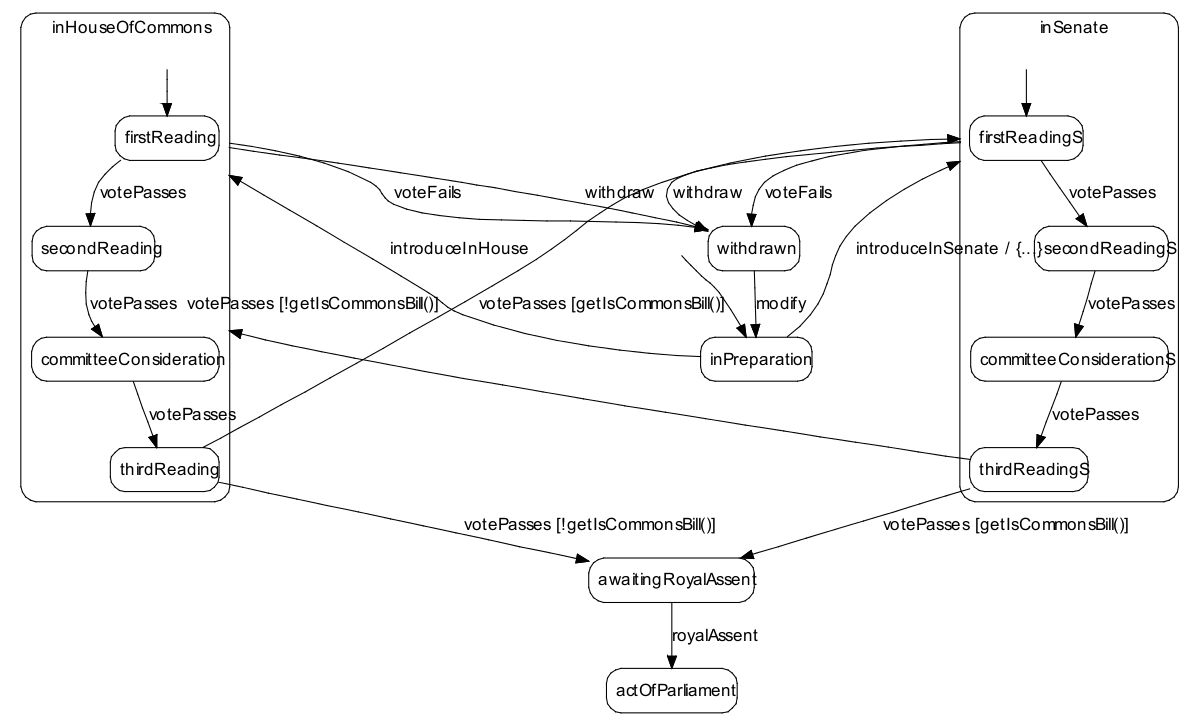 inHouseOfCommons
inSenate
firstReading
firstReadingS
votePasses
voteFails
withdraw
withdraw
voteFails
votePasses
secondReading
introduceInHouse
withdrawn
introduceInSenate / {...}
secondReadingS
votePasses
votePasses [!getIsCommonsBill()]
votePasses [getIsCommonsBill()]
modify
votePasses
committeeConsideration
inPreparation
committeeConsiderationS
votePasses
votePasses
thirdReading
thirdReadingS
votePasses [!getIsCommonsBill()]
votePasses [getIsCommonsBill()]
awaitingRoyalAssent
royalAssent
actOfParliament